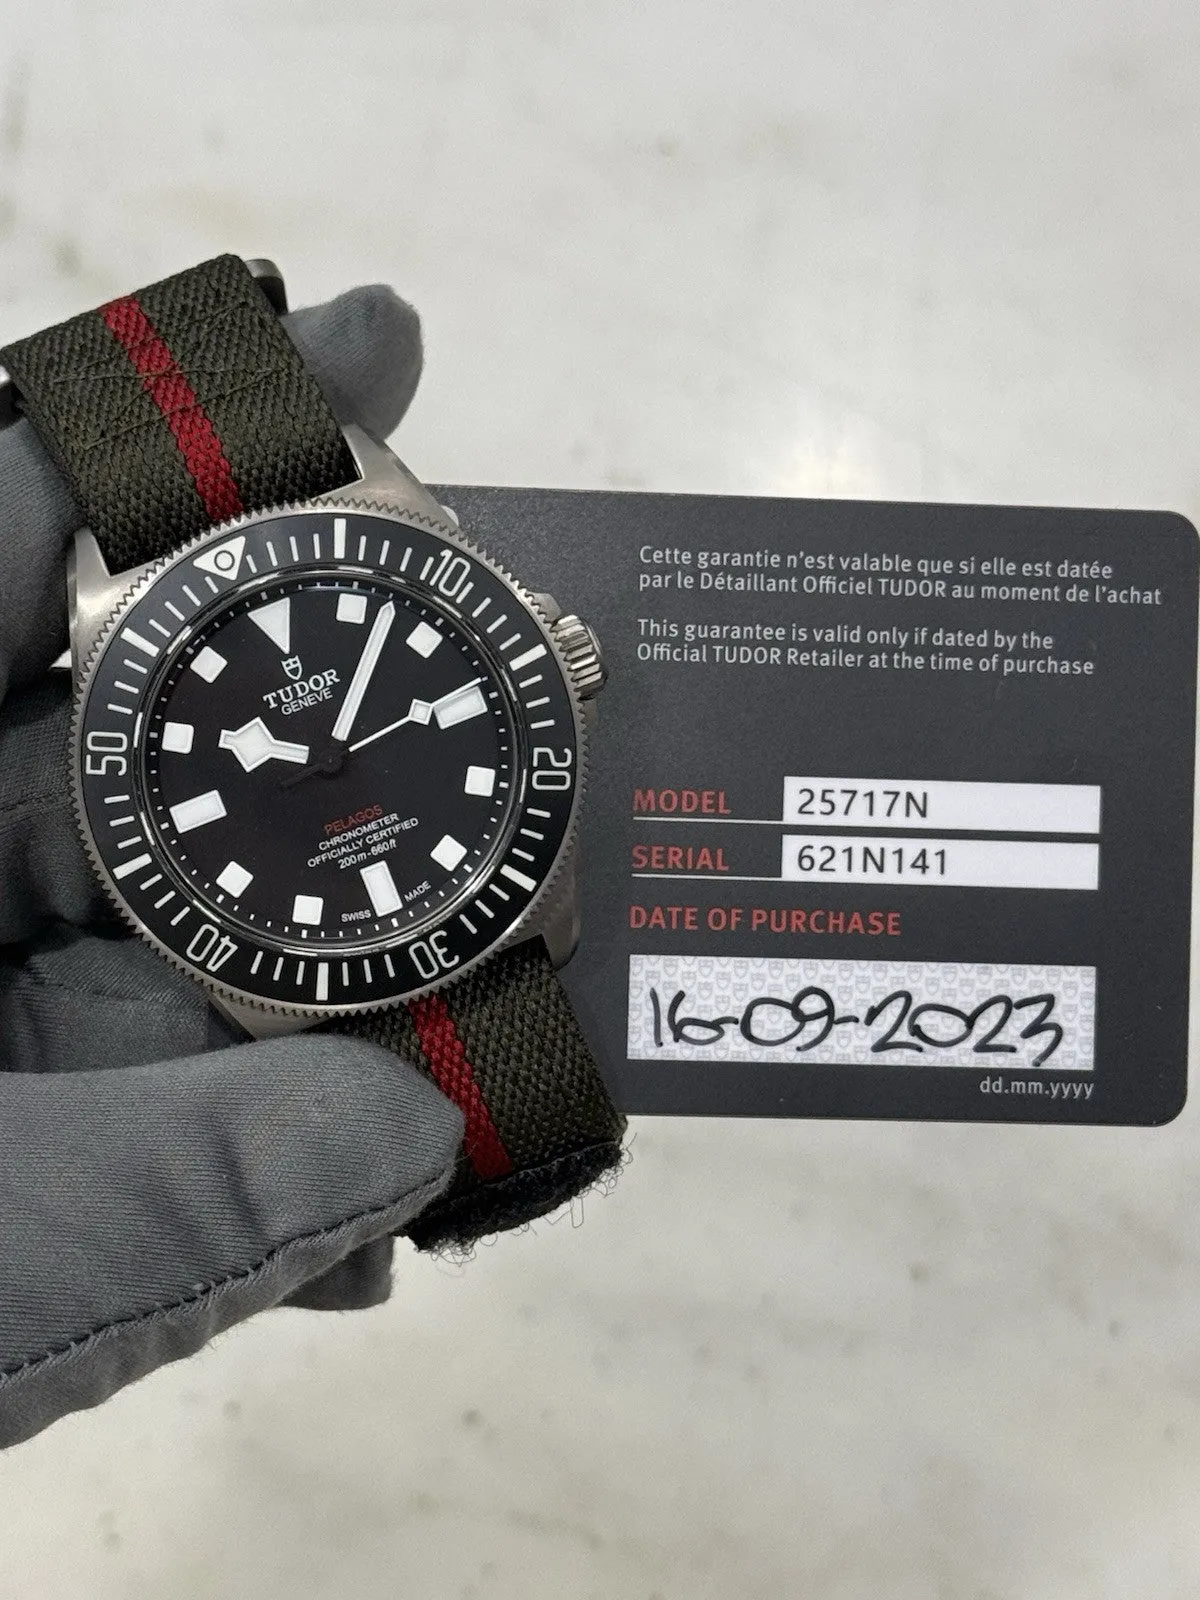 10
20
30
40
50
TUDOR
GENEVE
PELAGOS
CHRONOMETER
OFFICIALLY CERTIFIED
200m-660ft
SWISS MADE
Cette garantie n'est valable que si elle est datée
par le Détaillant Officiel TUDOR au moment de l'achat
This guarantee is valid only if dated by the
Official TUDOR Retailer at the time of purchase
MODEL 25717N
SERIAL 621N141
DATE OF PURCHASE
16-09-2023
dd.mm.yyyy